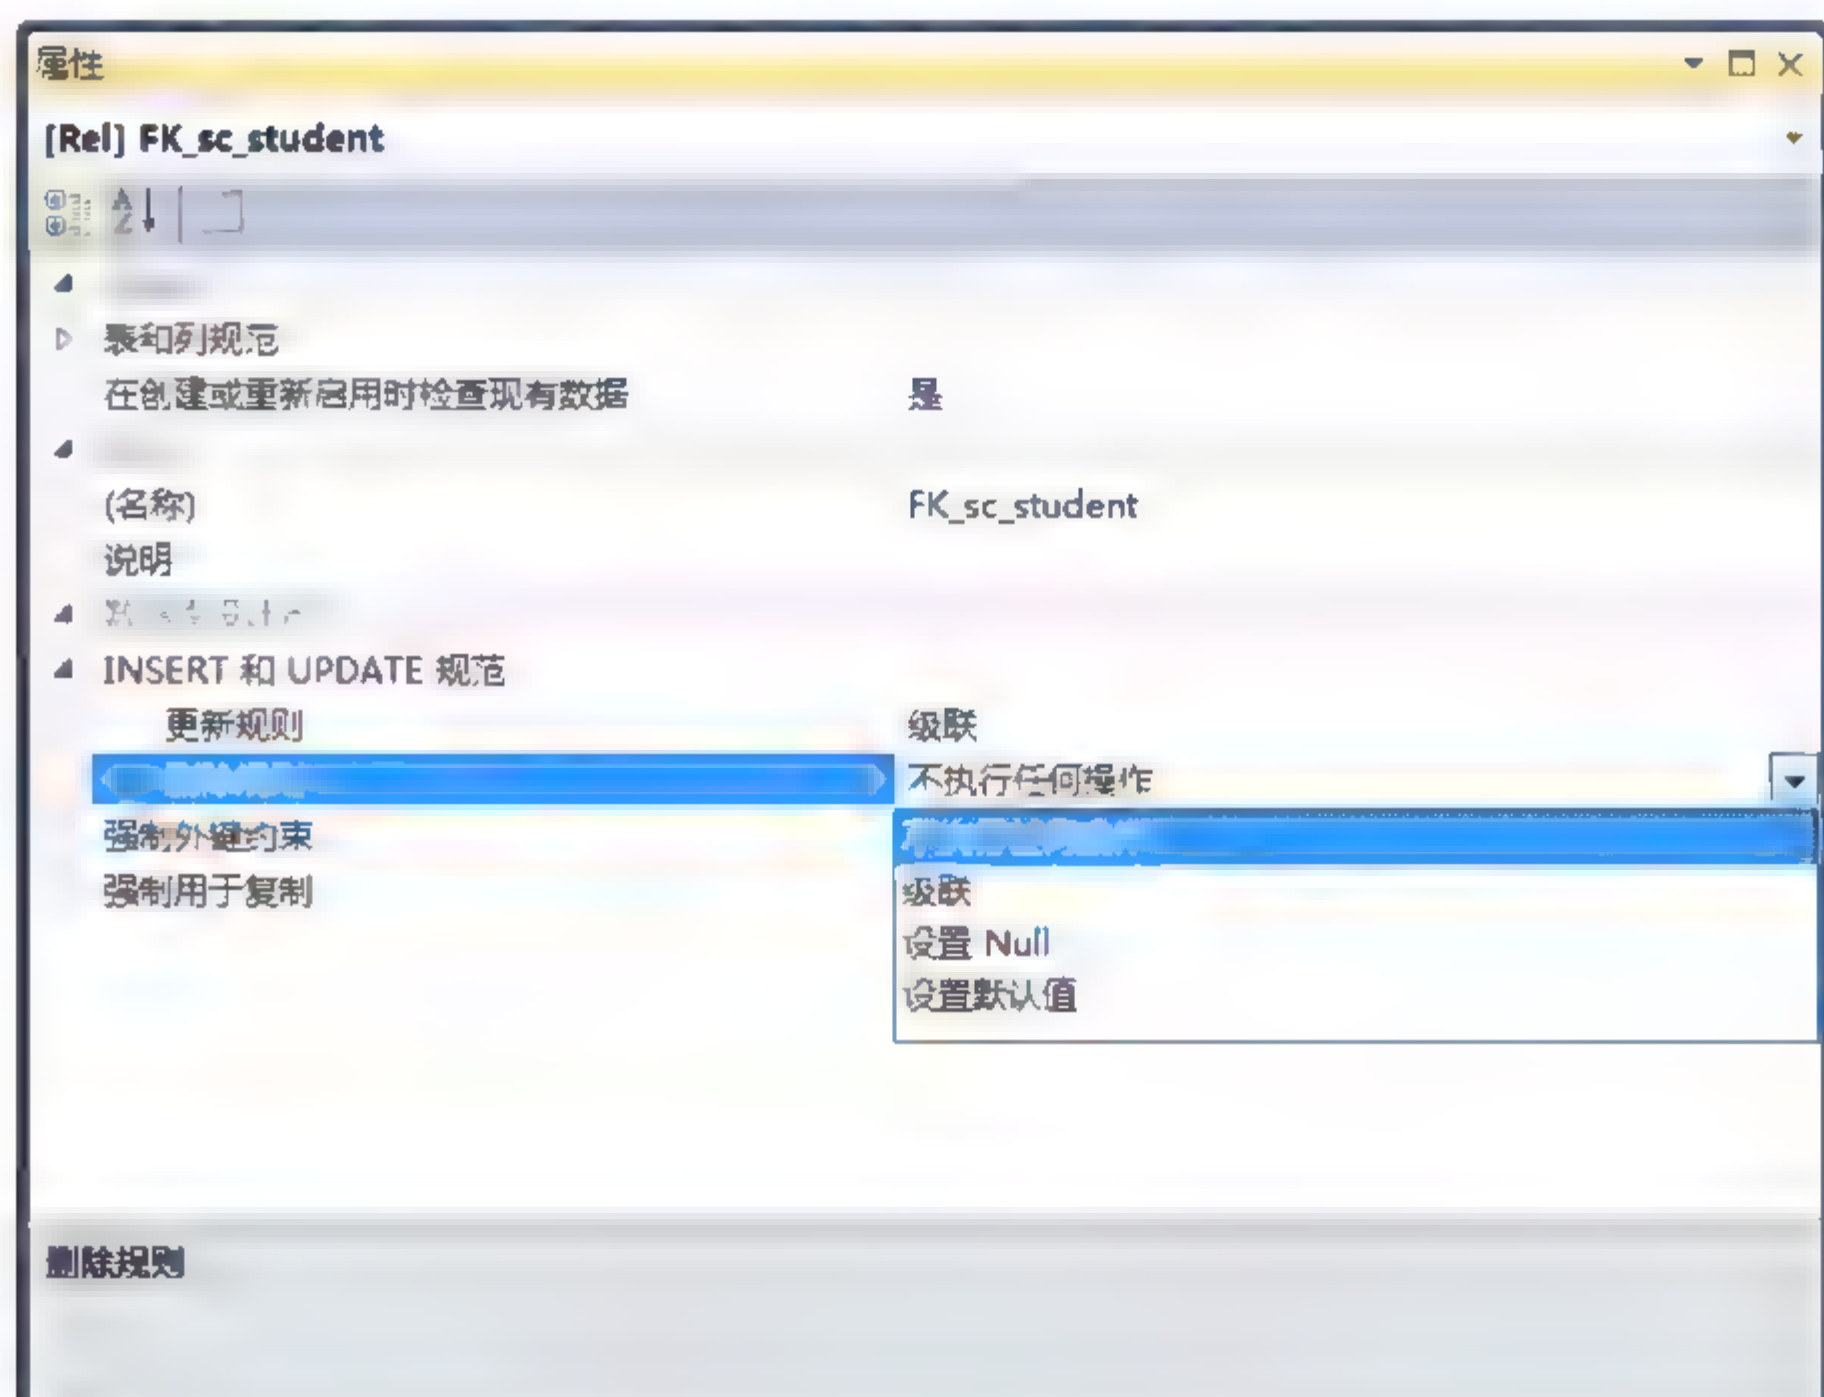 属性
[Rel] FK_sc_student
表和列规范
在创建或重新启用时检查现有数据 是
(名称) FK_sc_student
说明
INSERT 和 UPDATE 规范
更新规则 级联
不执行任何操作
强制外键约束
强制用于复制
级联
设置 Null
设置默认值
删除规则